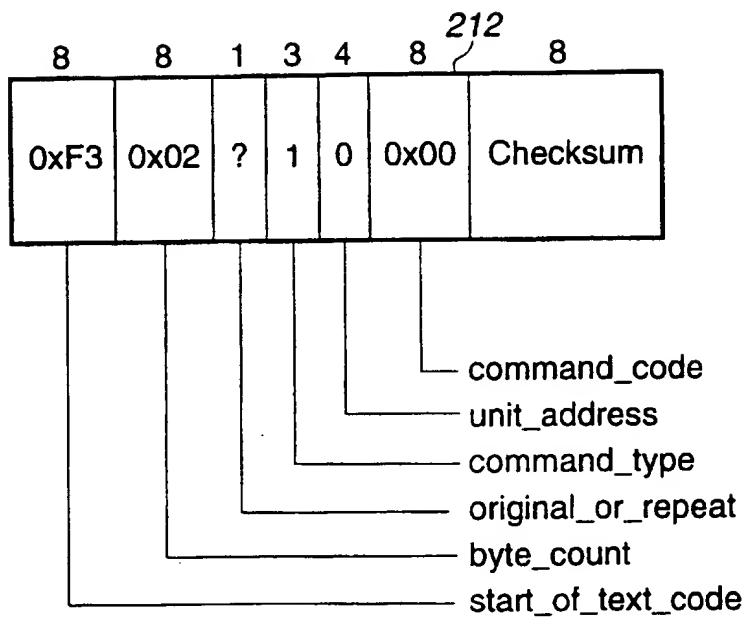 212
8 8 1 3 4 8 8
0xF3 0x02 ? 1 0 0x00 Checksum
command_code
unit_address
command_type
original_or_repeat
byte_count
start_of_text_code